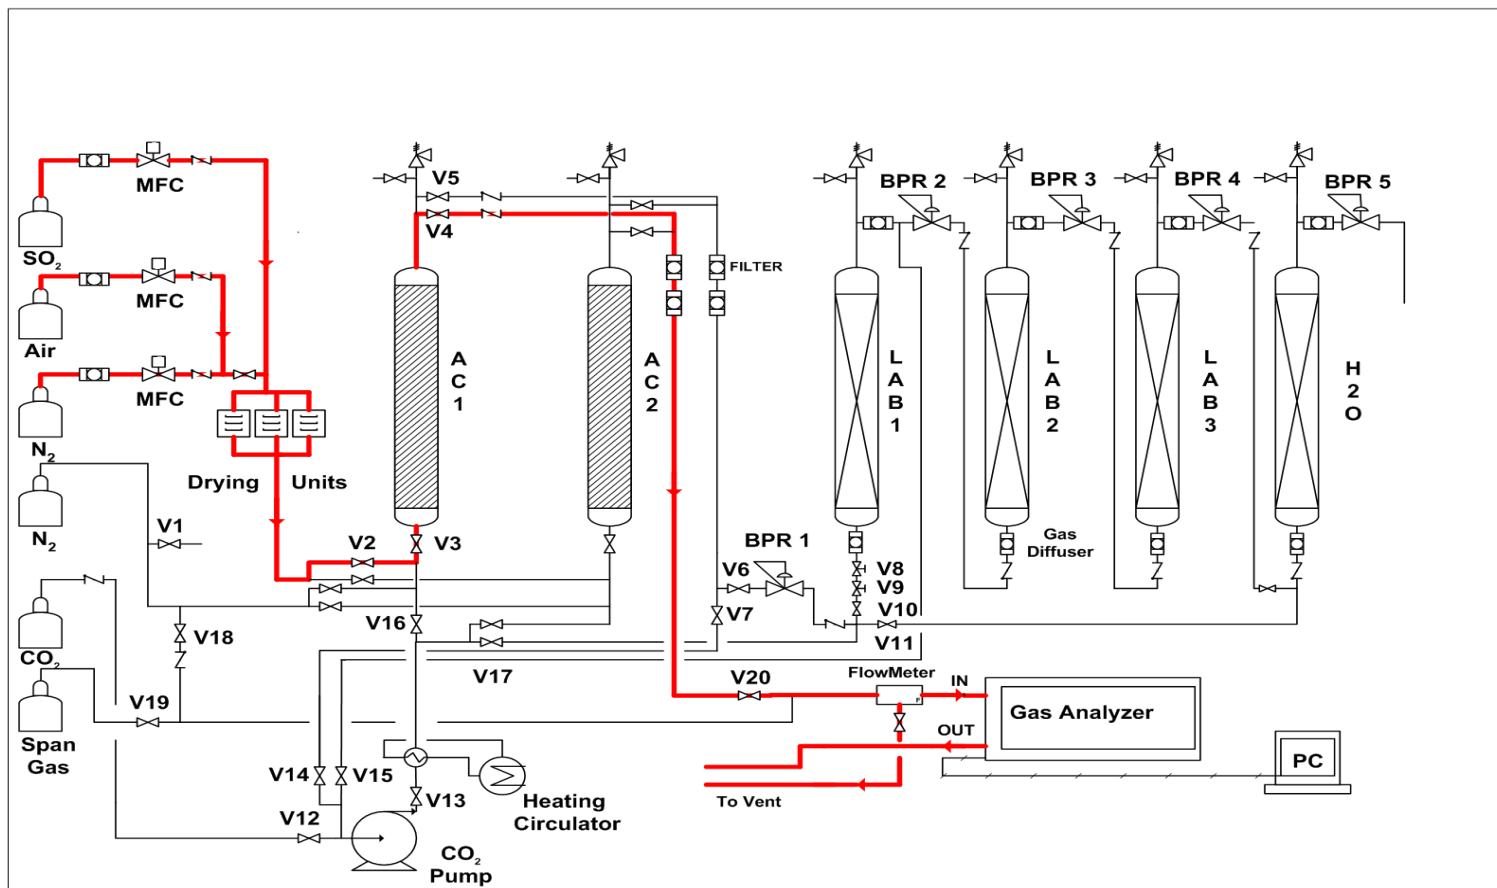 V5
BPR 2
BPR 3
BPR 4
BPR 5
MFC
V4
SO2
FILTER
MFC
Air
A
C
1
A
C
2
L
A
B
1
L
A
B
2
L
A
B
3
H
2
O
MFC
N2
Drying Units
N2
V1
V2
V3
BPR 1
Gas
Diffuser
V6
V8
V9
V10
V7
V16
V18
V11
CO2
V17
V20
FlowMeter
IN
V19
Gas Analyzer
F
Span
Gas
OUT
PC
V14
V15
V13
Heating
Circulator
To Vent
V12
CO2
Pump